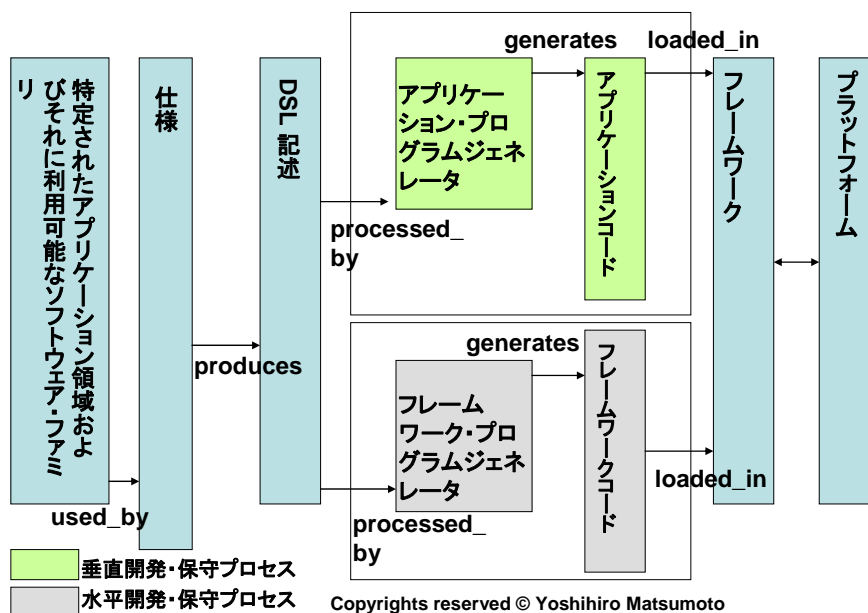 特定されたアプリケーション領域およ
びそれに利用可能なソフトウェア・ファミ
リ
used_by
仕様
produces
DSL 記述
processed_
by
アプリケー
ション・プロ
グラムジェネ
レータ
generates
アプリケーションコード
loaded_in
フレームワーク
プラットフォーム
processed_
by
フレーム
ワーク・プロ
グラムジェネ
レータ
generates
フレームワークコード
loaded_in
垂直開発・保守プロセス
水平開発・保守プロセス
Copyrights reserved © Yoshihiro Matsumoto